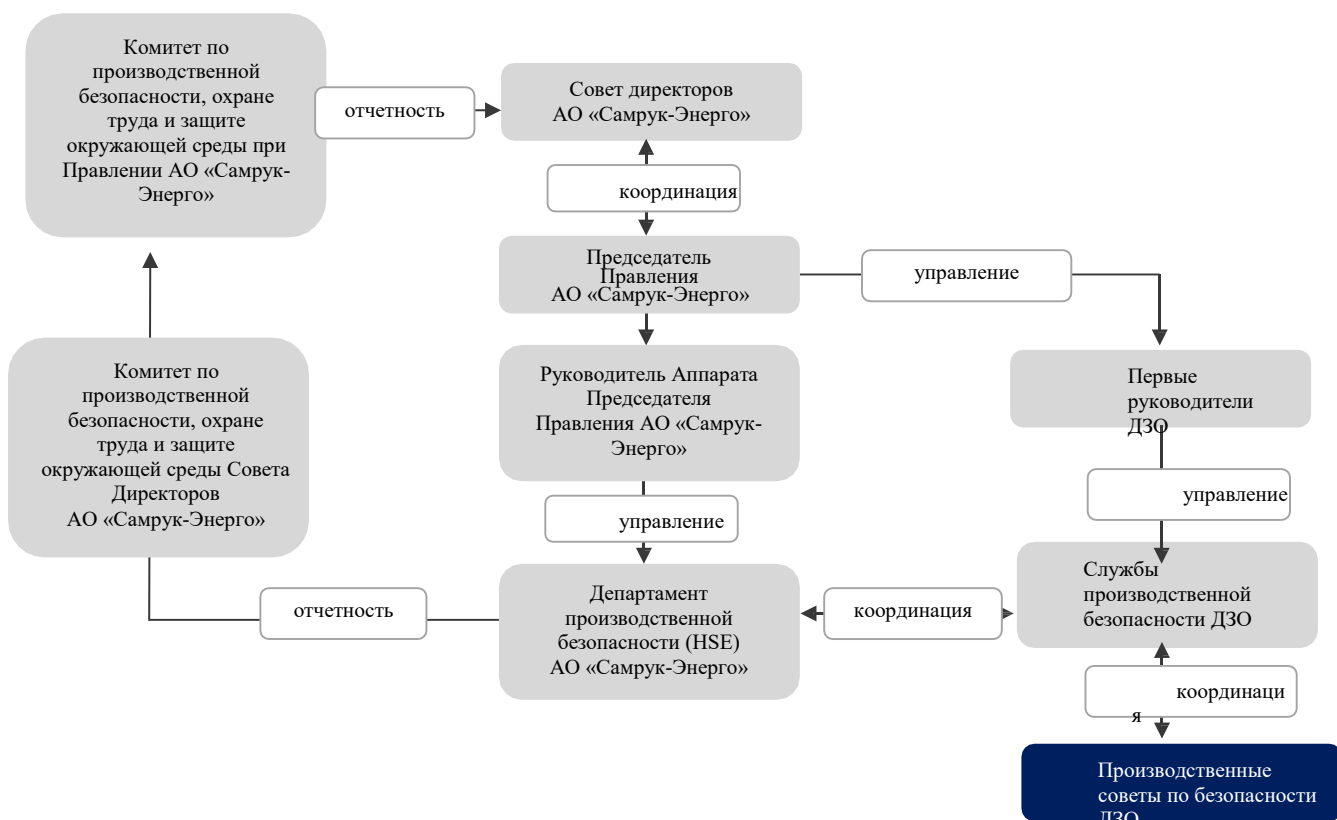 Комитет по
производственной
безопасности, охране
труда и защите
окружающей среды при
Правлении АО «Самрук-
Энерго»
отчетность
Совет директоров
АО «Самрук-Энерго»
координация
Председатель
Правления
АО «Самрук-Энерго»
управление
Руководитель Аппарата
Председателя
Правления АО «Самрук-
Энерго»
Первые
руководители
ДЗО
Комитет по
производственной
безопасности, охране
труда и защите
окружающей среды Совета
Директоров
АО «Самрук-Энерго»
управление
управление
Департамент
производственной
безопасности (HSE)
АО «Самрук-Энерго»
отчетность
координация
Службы
производственной
безопасности ДЗО
координаци
я
Производственные
советы по безопасности
ДЗО